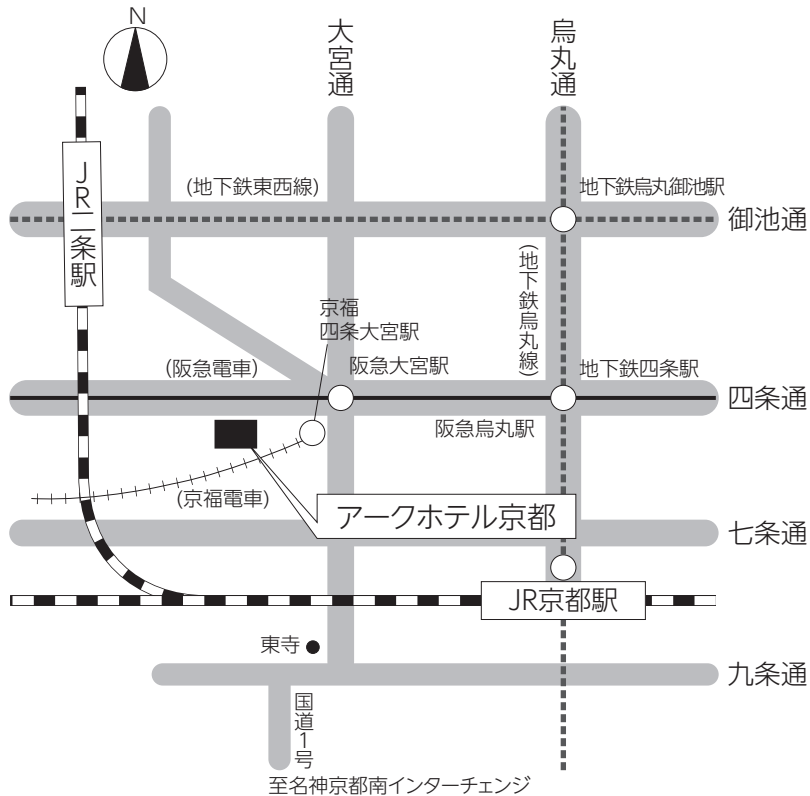 N
大宮通
烏丸通
JR二条駅
(地下鉄東西線)
地下鉄烏丸御池駅
御池通
(地下鉄烏丸線)
京福
四条大宮駅
(阪急電車)
阪急大宮駅
地下鉄四条駅
四条通
阪急烏丸駅
(京福電車)
アークホテル京都
七条通
JR京都駅
東寺
九条通
国道1号
至名神京都南インターチェンジ